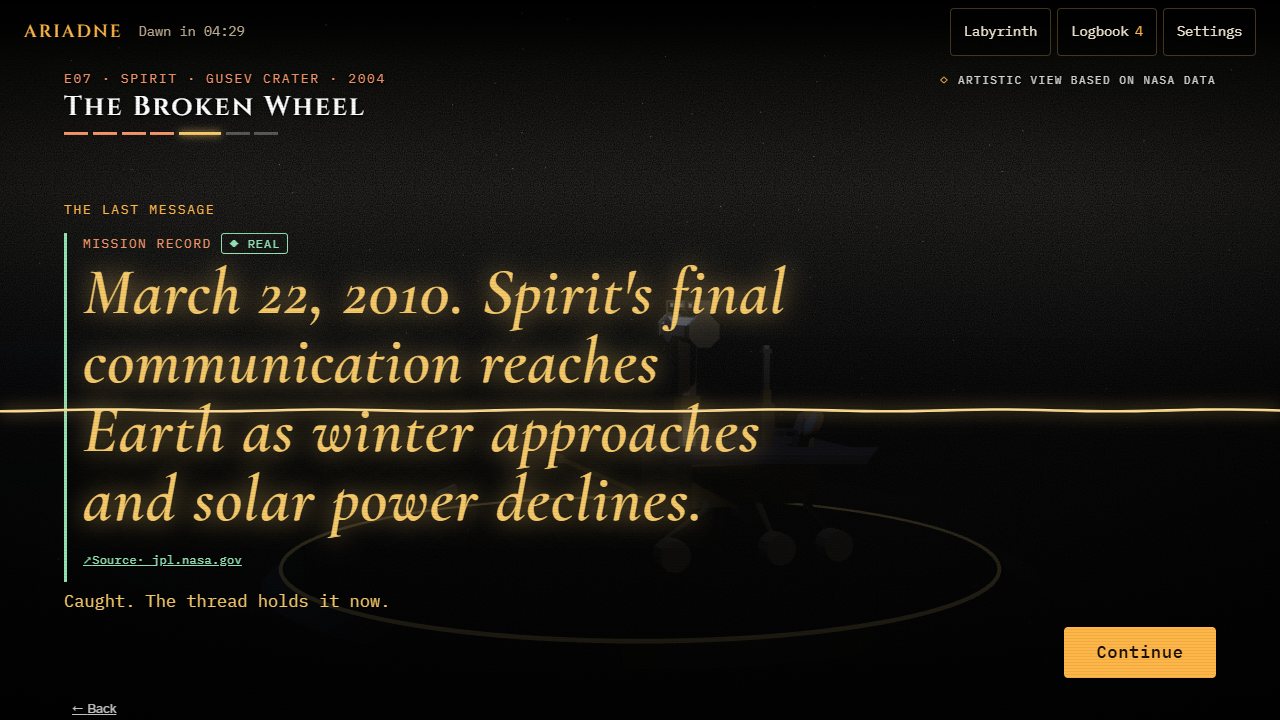 ARIADNE
Dawn in 04:29
Labyrinth
Logbook 4
Settings
E07 · SPIRIT · GUSEV CRATER · 2004
◇ ARTISTIC VIEW BASED ON NASA DATA
The Broken Wheel
THE LAST MESSAGE
MISSION RECORD ◆ REAL
March 22, 2010. Spirit's final
communication reaches
Earth as winter approaches
and solar power declines.
↗Source· jpl.nasa.gov
Caught. The thread holds it now.
Continue
← Back